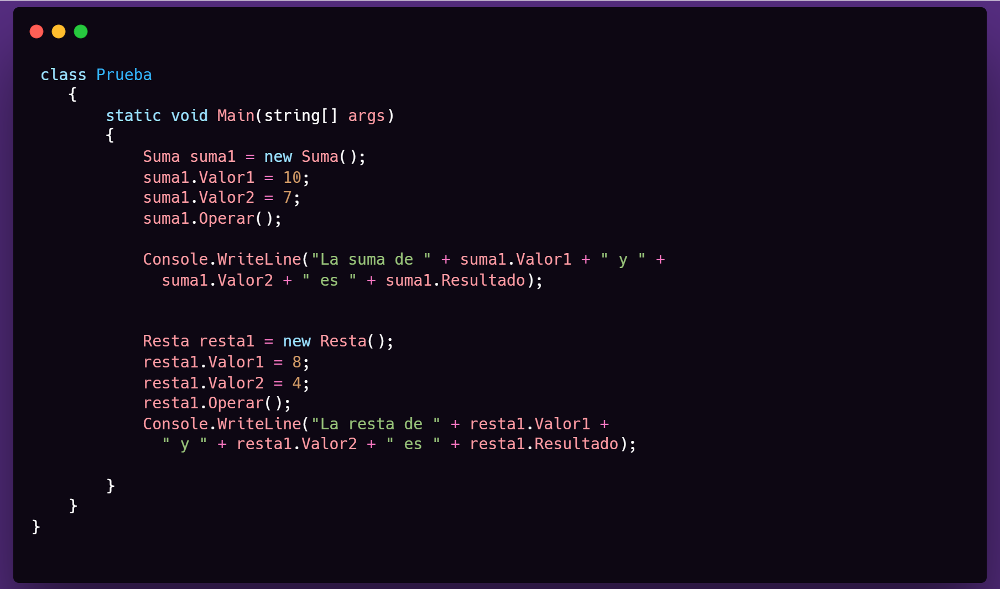 class Prueba
{
static void Main(string[] args)
{
Suma suma1 = new Suma();
suma1.Valor1 = 10;
suma1.Valor2 = 7;
suma1.Operar();
Console.WriteLine("La suma de " + suma1.Valor1 + " y " +
suma1.Valor2 + " es " + suma1.Resultado);
Resta resta1 = new Resta();
resta1.Valor1 = 8;
resta1.Valor2 = 4;
resta1.Operar();
Console.WriteLine("La resta de " + resta1.Valor1 +
" y " + resta1.Valor2 + " es " + resta1.Resultado);
}
}
}